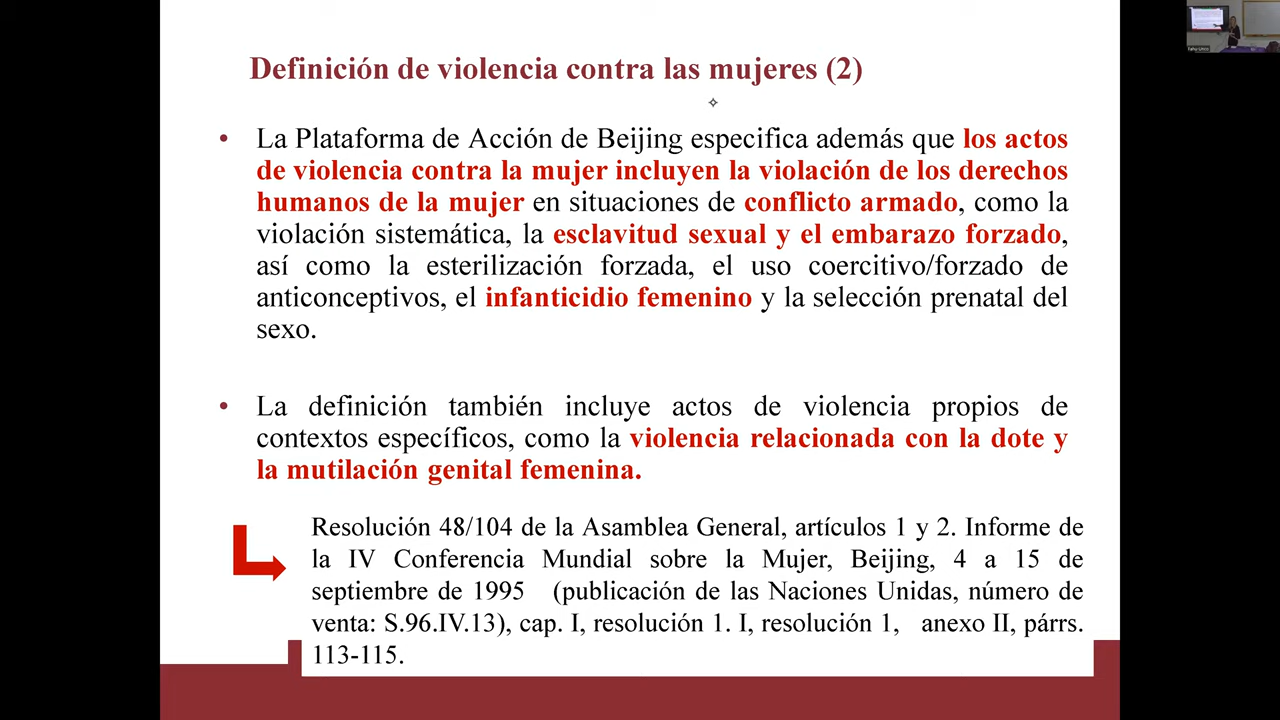 Definición de violencia contra las mujeres (2)
• La Plataforma de Acción de Beijing especifica además que los actos
de violencia contra la mujer incluyen la violación de los derechos
humanos de la mujer en situaciones de conflicto armado, como la
violación sistemática, la esclavitud sexual y el embarazo forzado,
así como la esterilización forzada, el uso coercitivo/forzado de
anticonceptivos, el infanticidio femenino y la selección prenatal del
sexo.
• La definición también incluye actos de violencia propios de
contextos específicos, como la violencia relacionada con la dote y
la mutilación genital femenina.
Resolución 48/104 de la Asamblea General, artículos 1 y 2. Informe de
la IV Conferencia Mundial sobre la Mujer, Beijing, 4 a 15 de
septiembre de 1995 (publicación de las Naciones Unidas, número de
venta: S.96.IV.13), cap. I, resolución 1. I, resolución 1, anexo II, párrs.
113-115.